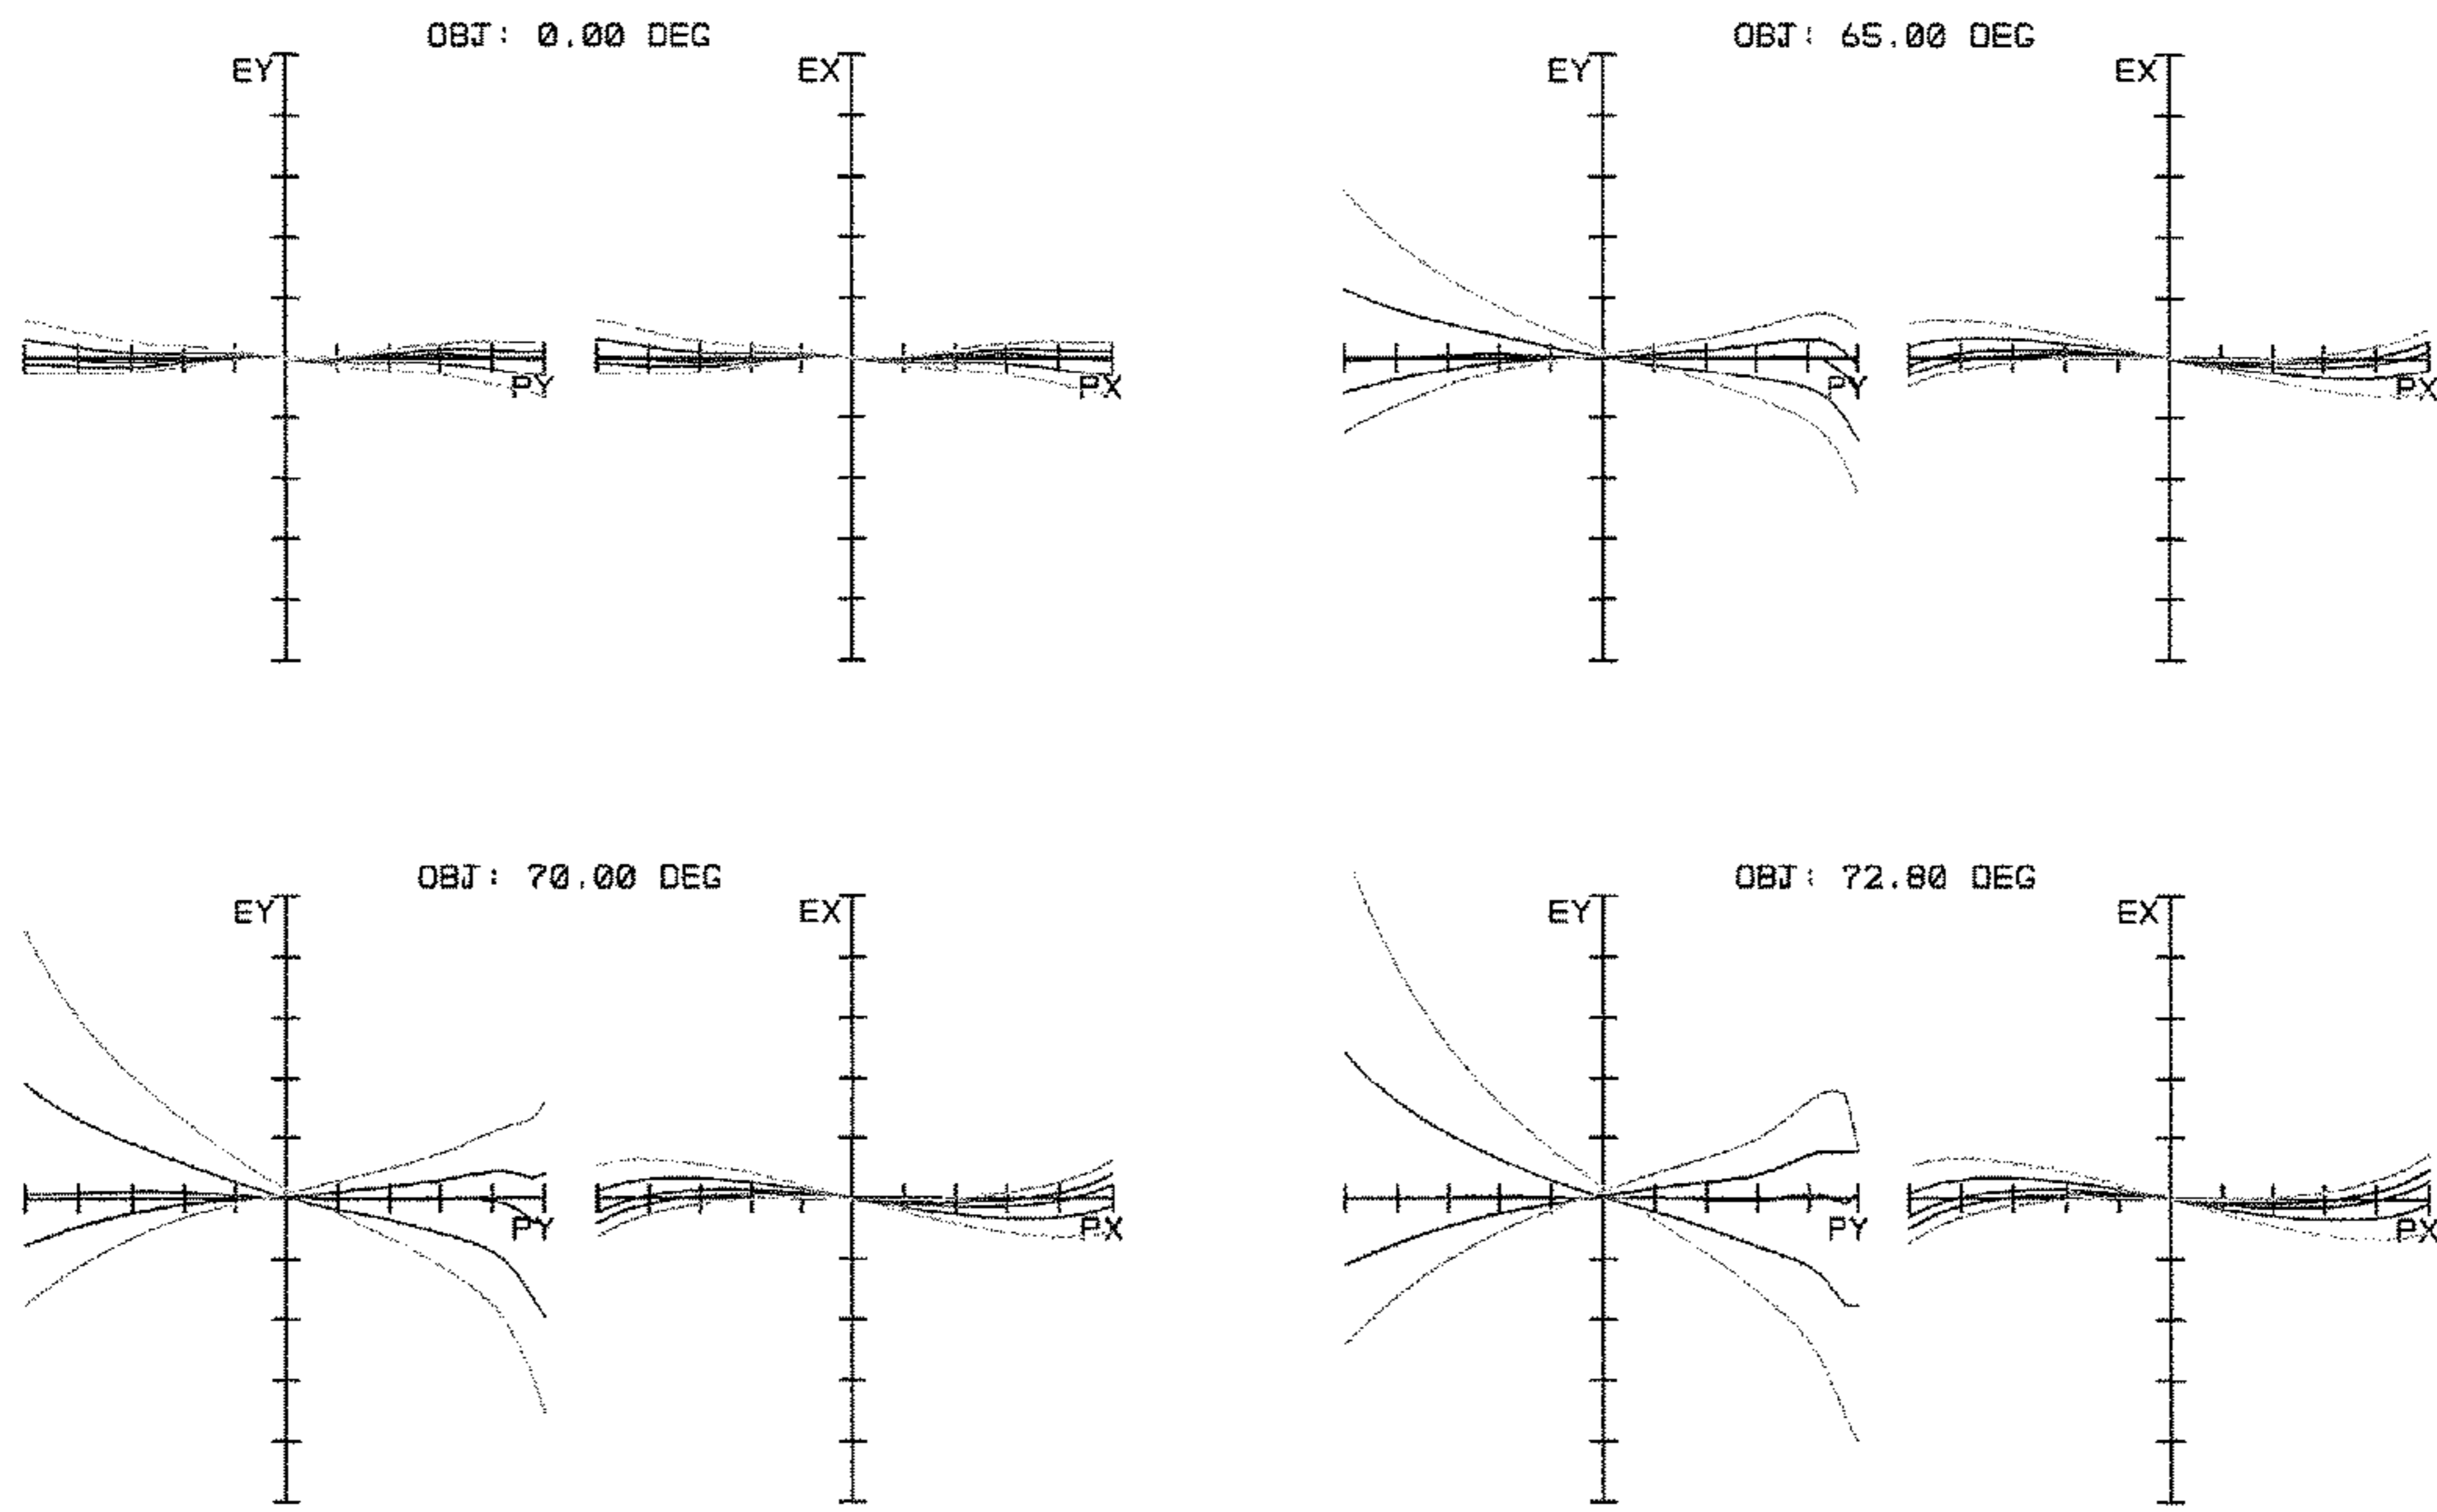 OBJ: 0.00 DEG
EY
EX
PY
PX
OBJ: 65.00 DEG
EY
EX
PY
PX
OBJ: 70.00 DEG
EY
EX
PY
PX
OBJ: 72.80 DEG
EY
EX
PY
PX